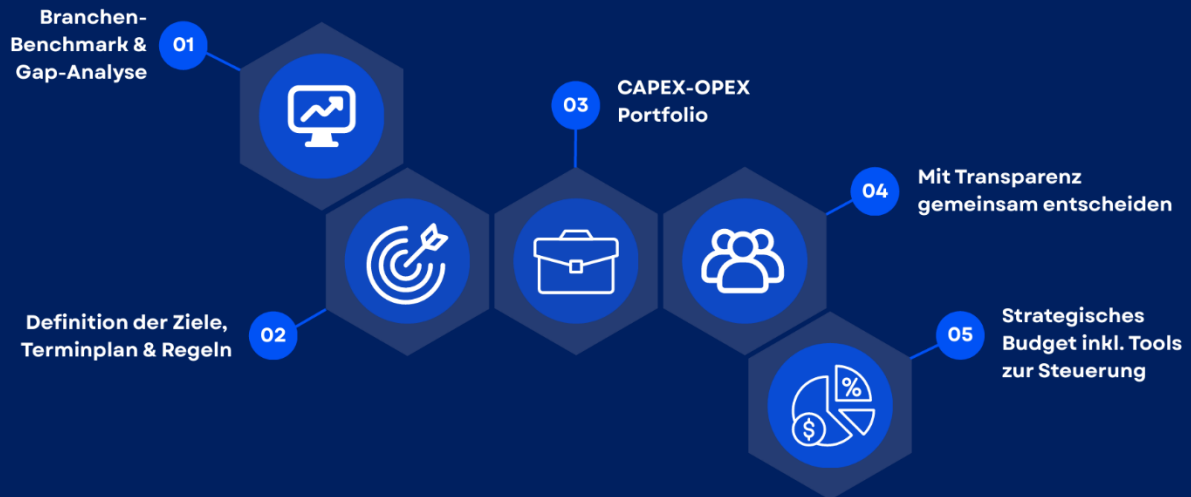 Branchen-
Benchmark &
Gap-Analyse
01
02
Definition der Ziele,
Terminplan & Regeln
03
CAPEX-OPEX
Portfolio
04
Mit Transparenz
gemeinsam entscheiden
05
Strategisches
Budget inkl. Tools
zur Steuerung
%
$